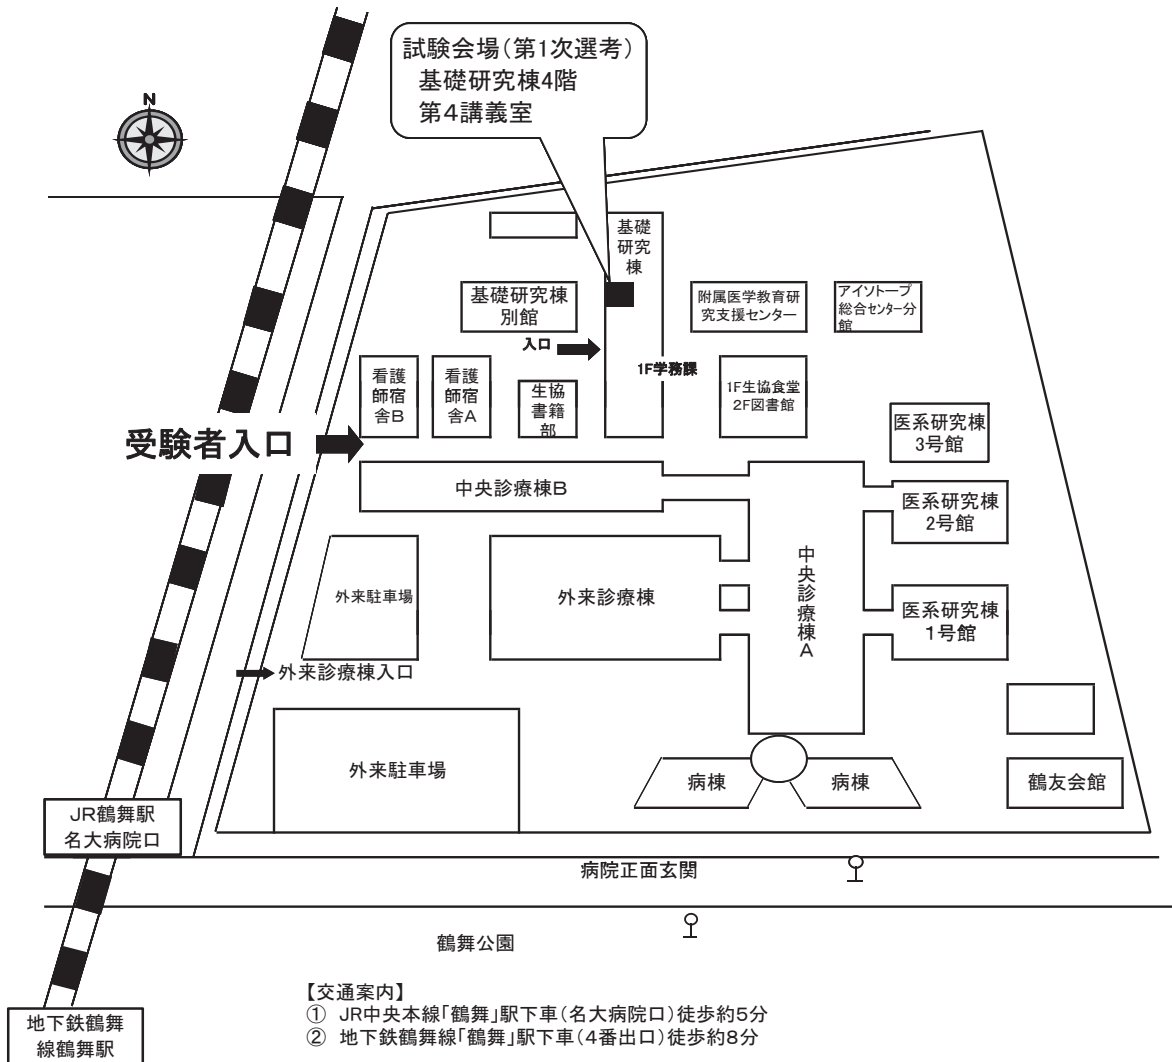 N
試験会場(第1次選考)
基礎研究棟4階
第4講義室
基礎
研究
棟
基礎研究棟
別館
附属医学教育研
究支援センター
アイソトープ
総合センター分
館
入口
1F学務課
看護
師宿
舎B
看護
師宿
舎A
生協
書籍
部
1F生協食堂
2F図書館
医系研究棟
3号館
受験者入口
中央診療棟B
医系研究棟
2号館
中
央
診
療
棟
A
外来駐車場
外来診療棟
医系研究棟
1号館
外来診療棟入口
外来駐車場
病棟
病棟
鶴友会館
JR鶴舞駅
名大病院口
病院正面玄関
鶴舞公園
【交通案内】
① JR中央本線「鶴舞」駅下車(名大病院口)徒歩約5分
② 地下鉄鶴舞線「鶴舞」駅下車(4番出口)徒歩約8分
地下鉄鶴舞
線鶴舞駅